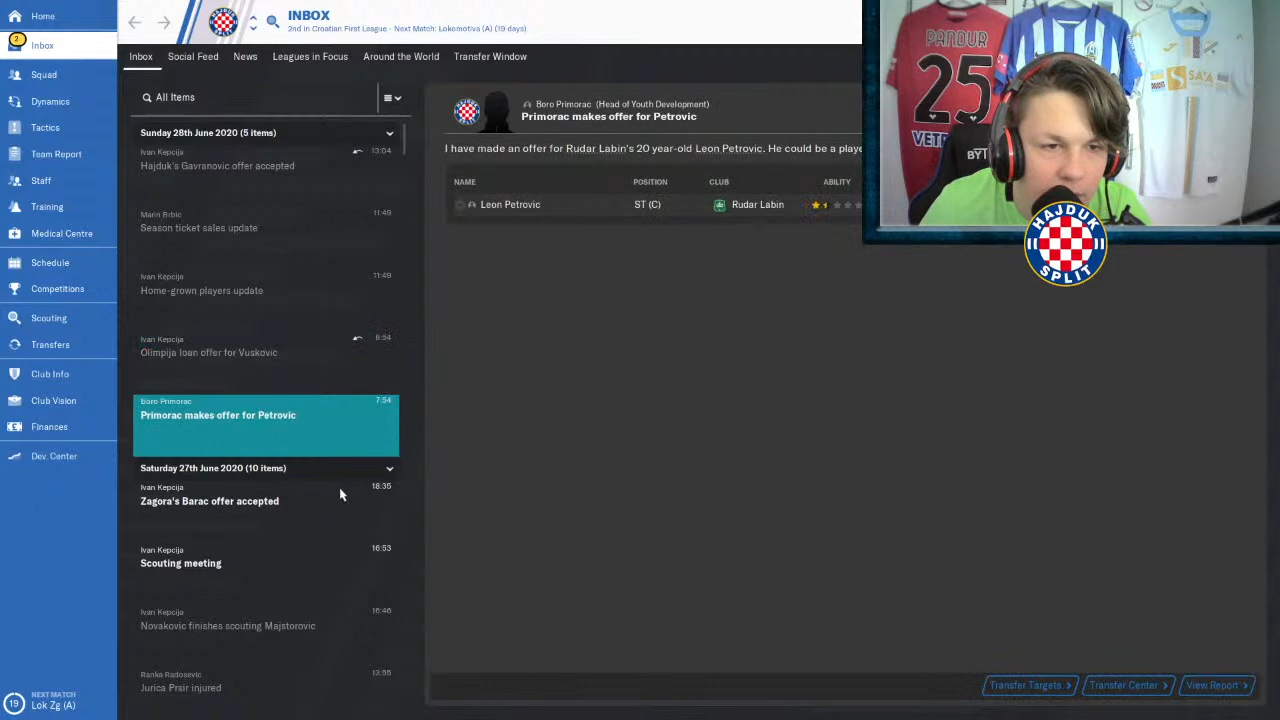 Home
INBOX
2nd in Croatian First League - Next Match: Lokomotiva (A) (19 days)
2
Inbox
Squad
Dynamics
Tactics
Team Report
Staff
Training
Medical Centre
Schedule
Competitions
Scouting
Transfers
Club Info
Club Vision
Finances
Dev. Center
19
NEXT MATCH
Lok Zg (A)
Inbox
Social Feed
News
Leagues in Focus
Around the World
Transfer Window
All Items
Sunday 28th June 2020 (5 items)
Ivan Kepcija 13:04
Hajduk's Gavranovic offer accepted
Marin Brbic 11:49
Season ticket sales update
Ivan Kepcija 11:49
Home-grown players update
Ivan Kepcija 8:54
Olimpija loan offer for Vuskovic
Boro Primorac 7:54
Primorac makes offer for Petrovic
Saturday 27th June 2020 (10 items)
Ivan Kepcija 18:35
Zagora's Barac offer accepted
Ivan Kepcija 16:53
Scouting meeting
Ivan Kepcija 16:46
Novakovic finishes scouting Majstorovic
Ranko Radosevic 13:55
Jurica Prsir injured
Boro Primorac (Head of Youth Development)
Primorac makes offer for Petrovic
I have made an offer for Rudar Labin's 20 year-old Leon Petrovic. He could be a playe
NAME POSITION CLUB ABILITY
Leon Petrovic ST (C) Rudar Labin
Transfer Targets
Transfer Center
View Report
PANDUR
25
BYT
HAJDUK
SPLIT